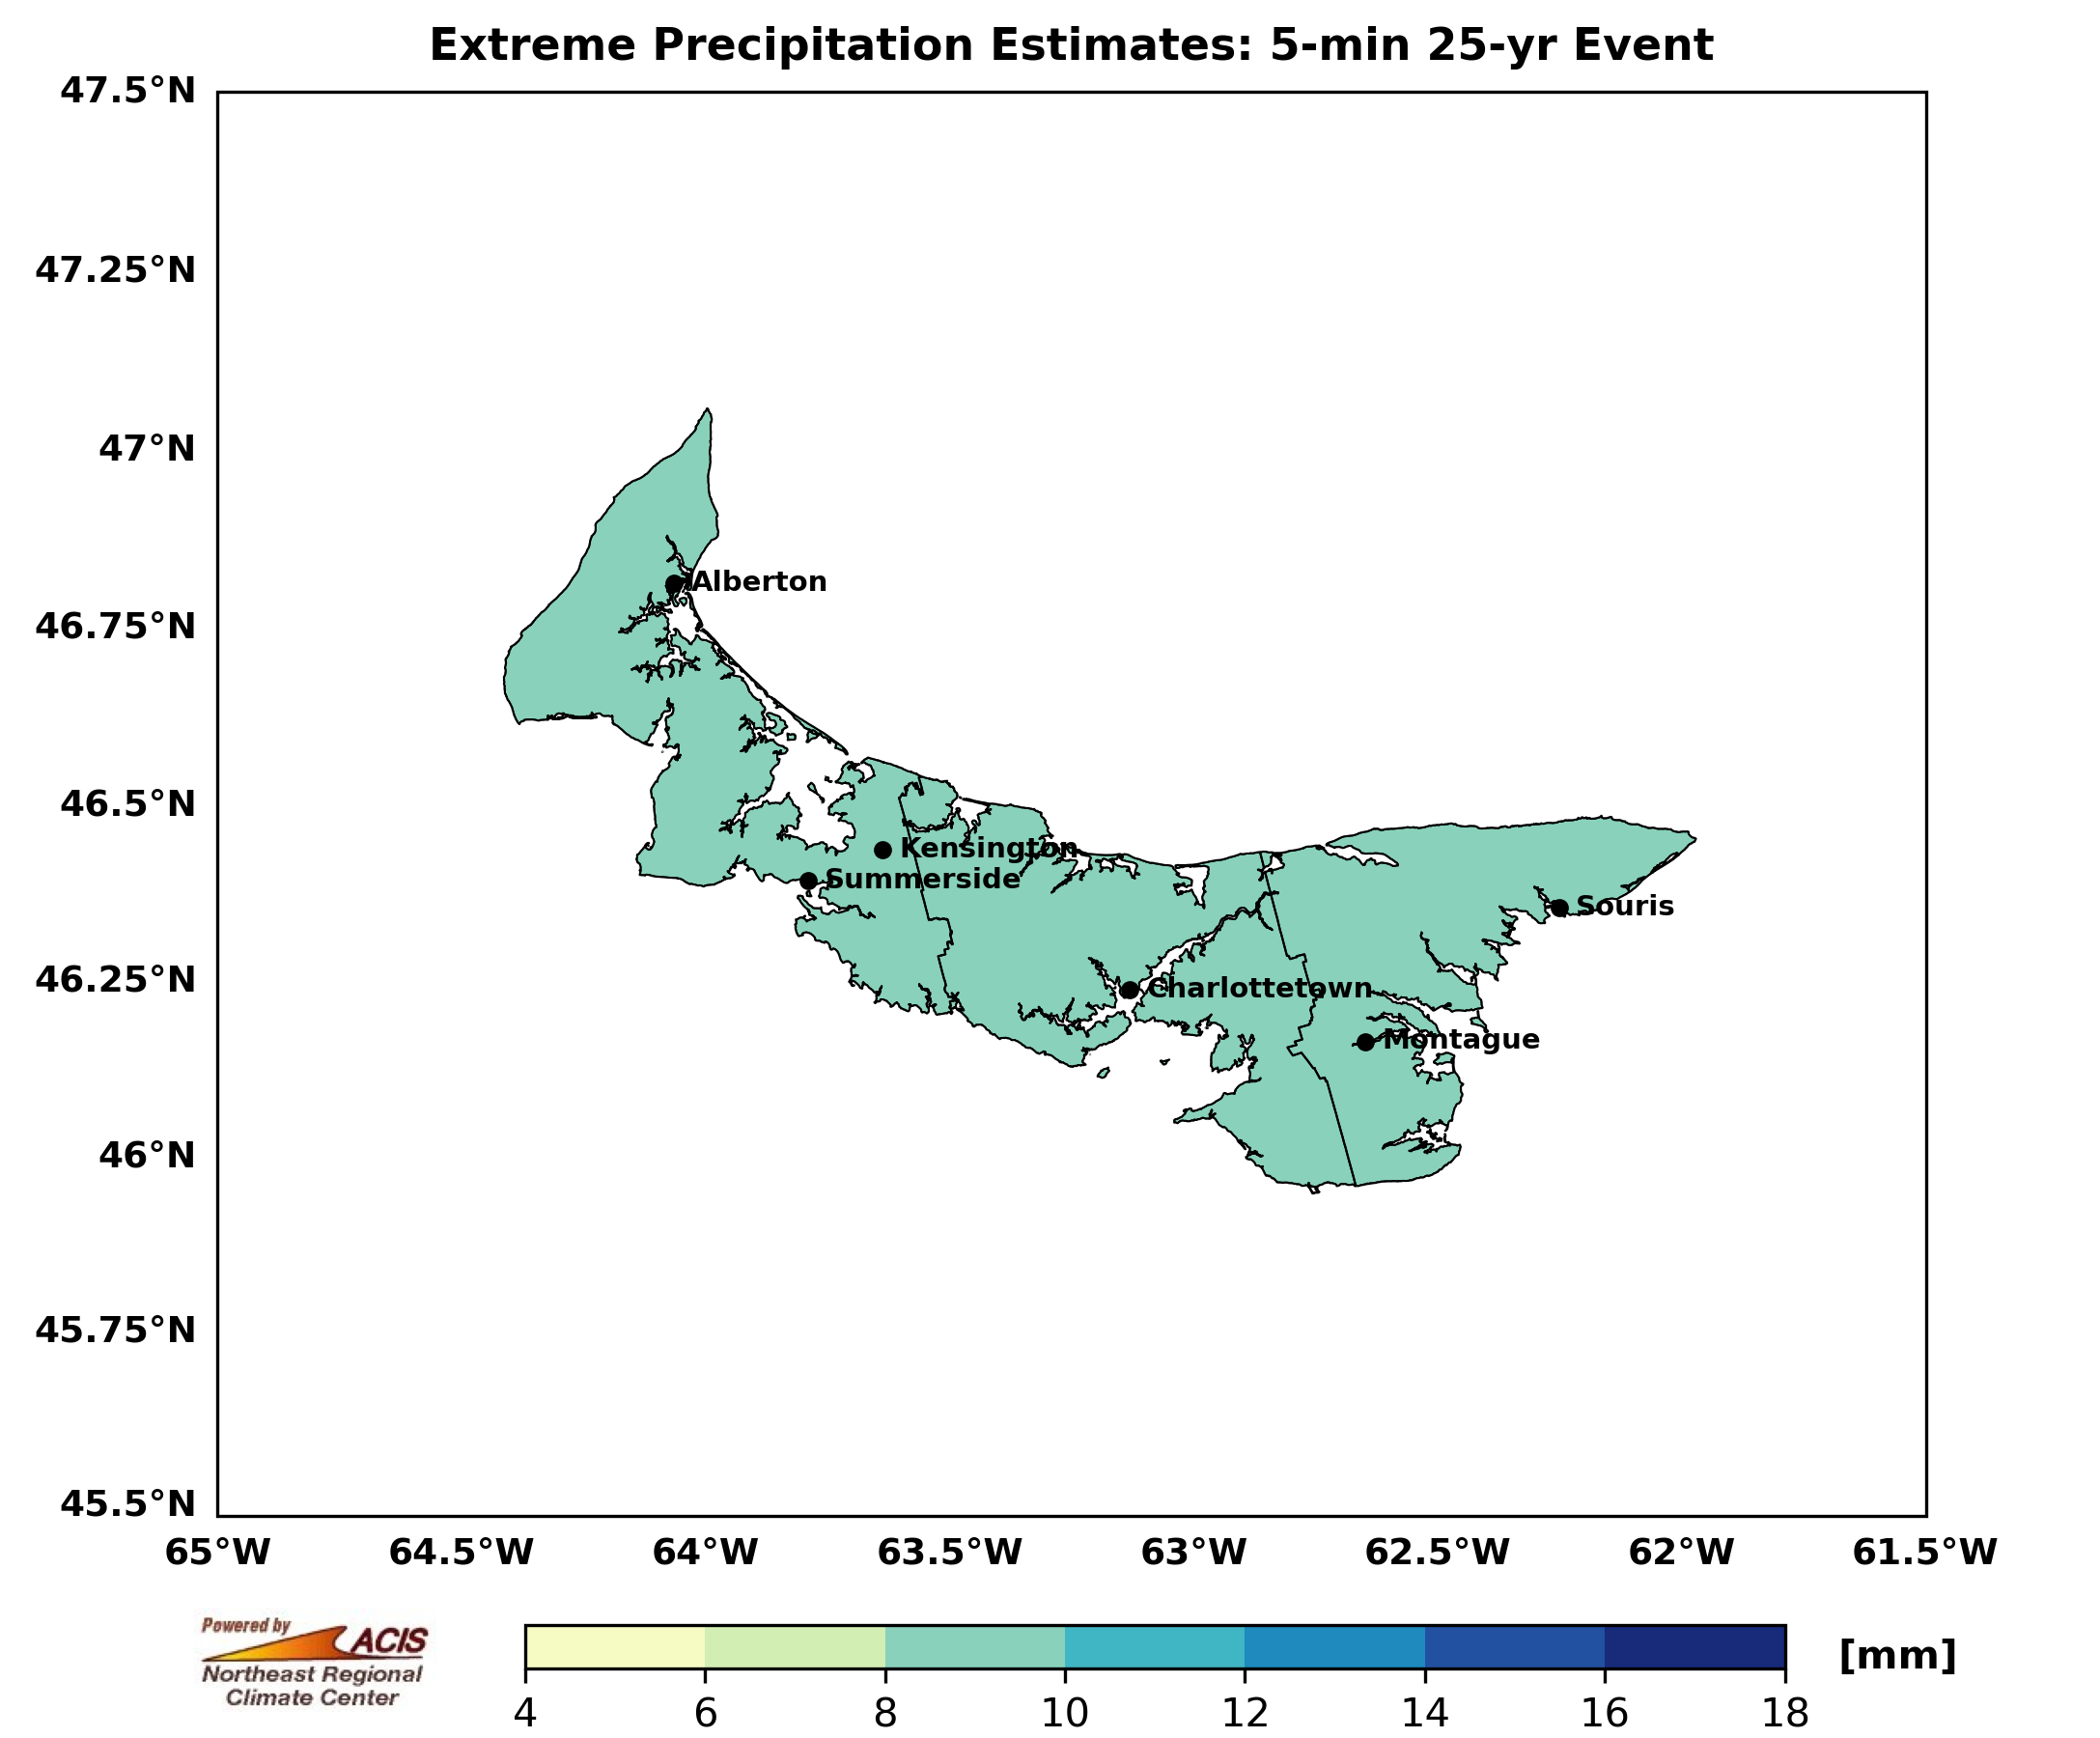 Extreme Precipitation Estimates: 5-min 25-yr Event
47.5°N
47.25°N
47°N
46.75°N
46.5°N
46.25°N
46°N
45.75°N
45.5°N
Alberton
Kensington
Summerside
Souris
Charlottetown
Montague
65°W 64.5°W 64°W 63.5°W 63°W 62.5°W 62°W 61.5°W
Powered by
ACIS
Northeast Regional
Climate Center
[mm]
4 6 8 10 12 14 16 18